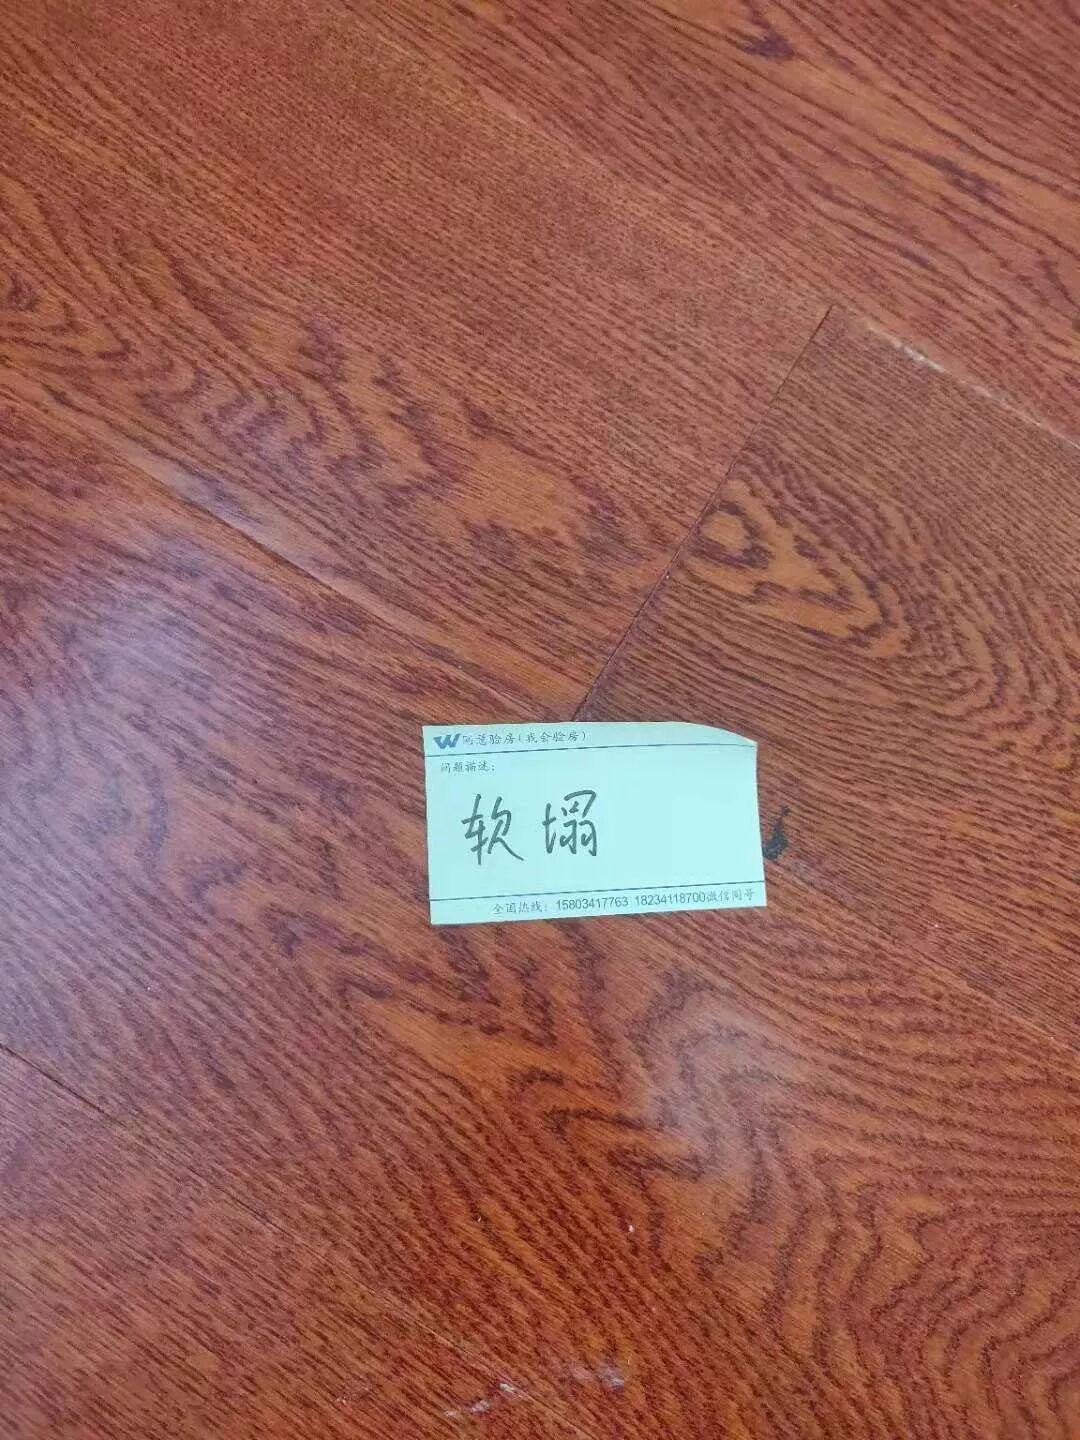 W阿范验房(我会验房)
问题描述:
软塌
全国热线: 15803417763 18234118700微信同号